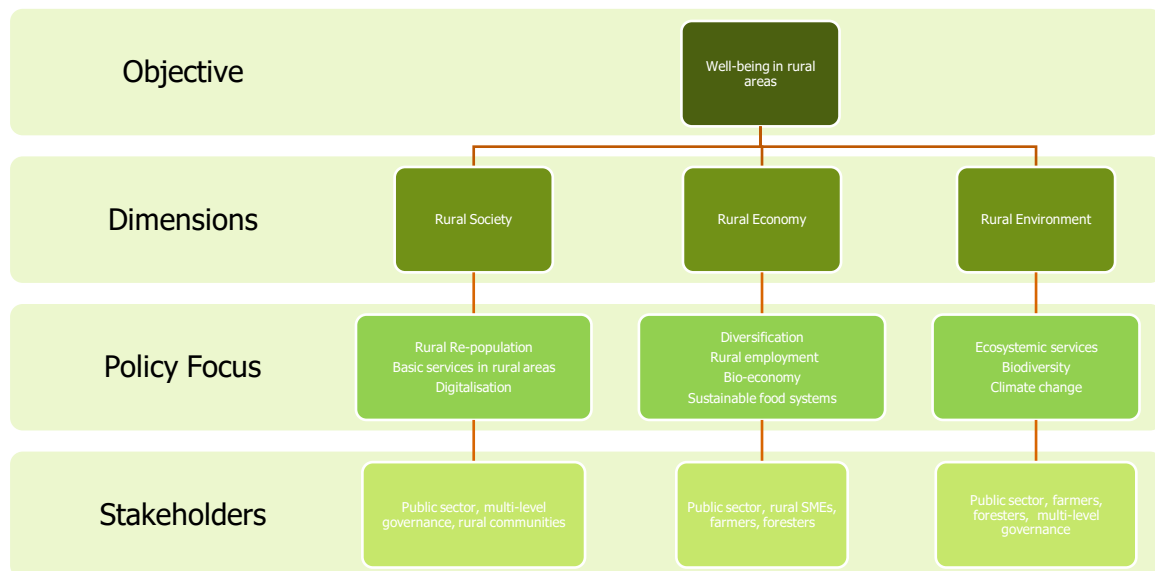 Objective
Well-being in rural
areas
Dimensions
Rural Society
Rural Economy
Rural Environment
Policy Focus
Rural Re-population
Basic services in rural areas
Digitalisation
Diversification
Rural employment
Bio-economy
Sustainable food systems
Ecosystemic services
Biodiversity
Climate change
Stakeholders
Public sector, multi-level
governance, rural communities
Public sector, rural SMEs,
farmers, foresters
Public sector, farmers,
foresters, multi-level
governance